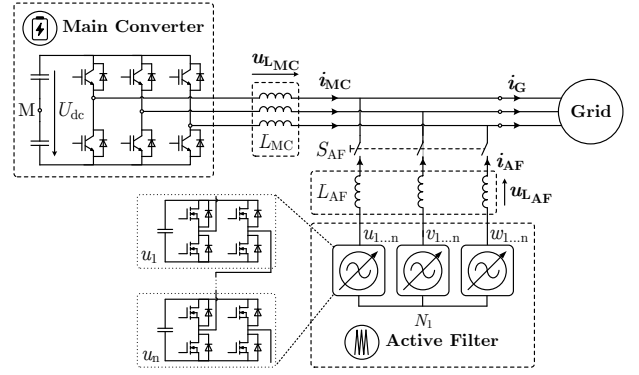 Main Converter
u_LMC
i_MC
i_G
M
U_dc
Grid
L_MC
S_AF
i_AF
L_AF
u_LAF
u_1...n
v_1...n
w_1...n
u_1
N_1
u_n
Active Filter